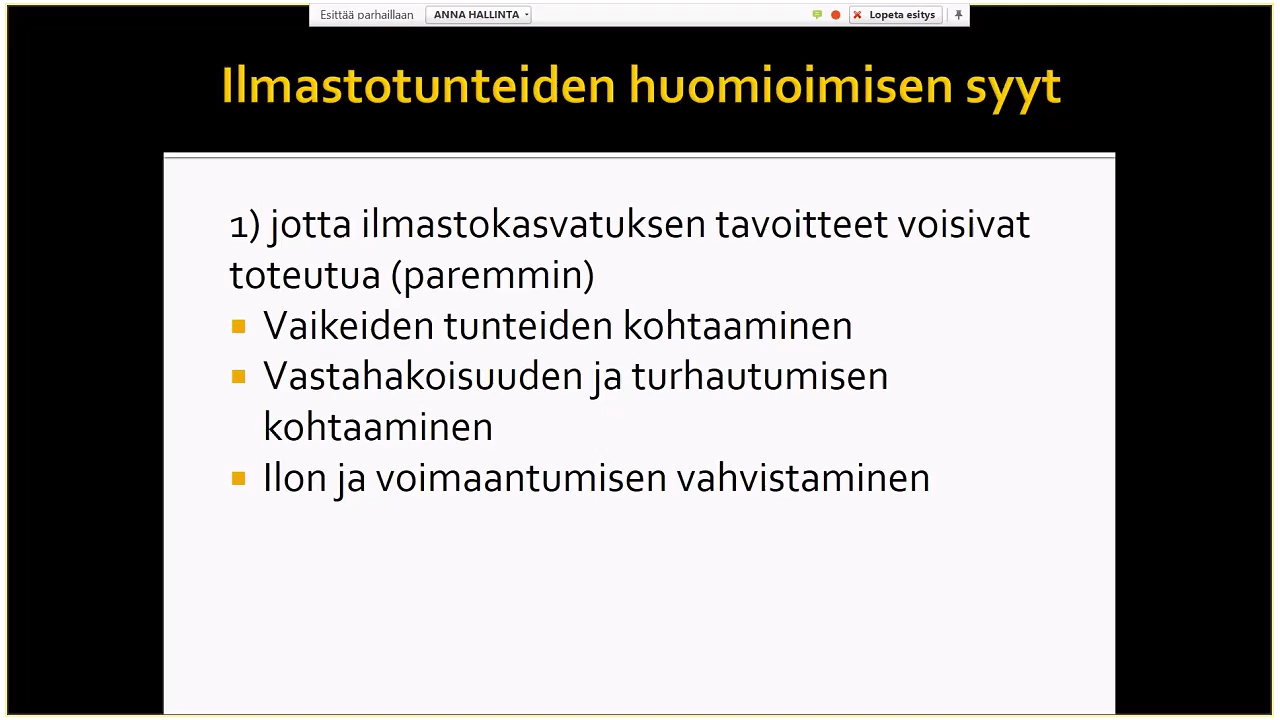 Esittää parhaillaan ANNA HALLINTA Lopeta esitys
Ilmastotunteiden huomioimisen syyt
1) jotta ilmastokasvatuksen tavoitteet voisivat
toteutua (paremmin)
Vaikeiden tunteiden kohtaaminen
Vastahakoisuuden ja turhautumisen
kohtaaminen
Ilon ja voimaantumisen vahvistaminen